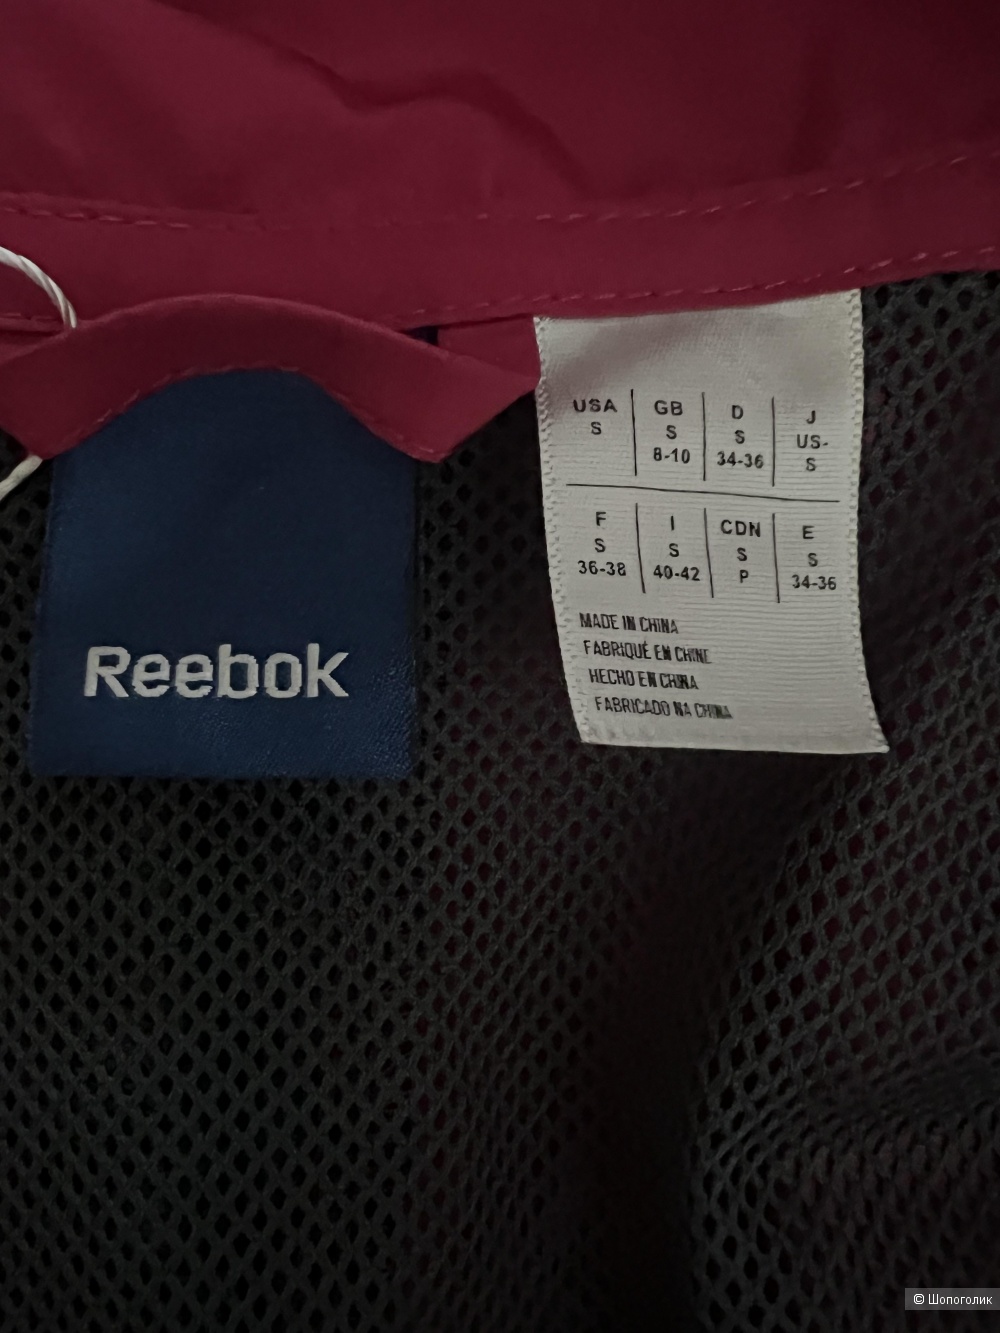 Reebok
USA
S
GB
S
8-10
D
S
34-36
J
US-
S
F
S
36-38
I
S
40-42
CDN
S
P
E
S
34-36
MADE IN CHINA
FABRIQUÉ EN CHINE
HECHO EN CHINA
FABRICADO NA CHINA
© Шопоголик